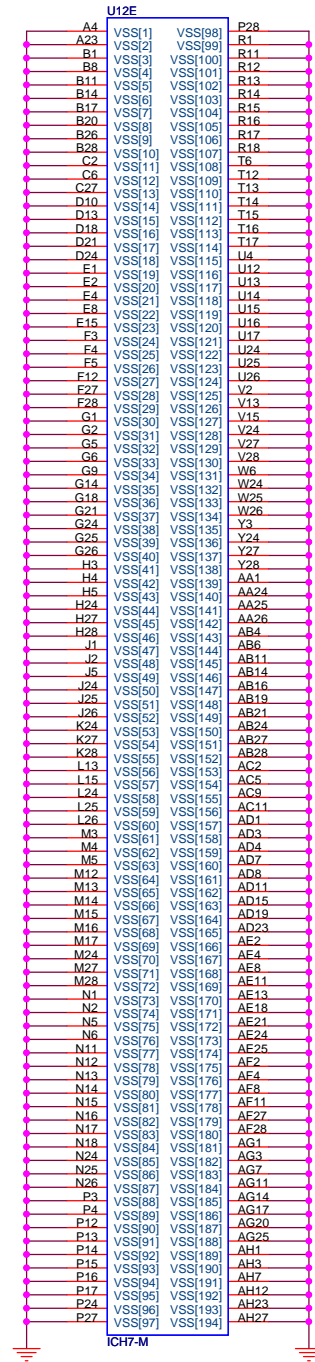 U12E
A4 VSS[1] VSS[98] P28
A23 VSS[2] VSS[99] R1
B1 VSS[3] VSS[100] R11
B8 VSS[4] VSS[101] R12
B11 VSS[5] VSS[102] R13
B14 VSS[6] VSS[103] R14
B17 VSS[7] VSS[104] R15
B20 VSS[8] VSS[105] R16
B26 VSS[9] VSS[106] R17
B28 VSS[10] VSS[107] R18
C2 VSS[11] VSS[108] T6
C6 VSS[12] VSS[109] T12
C27 VSS[13] VSS[110] T13
D10 VSS[14] VSS[111] T14
D13 VSS[15] VSS[112] T15
D18 VSS[16] VSS[113] T16
D21 VSS[17] VSS[114] T17
D24 VSS[18] VSS[115] U4
E1 VSS[19] VSS[116] U12
E2 VSS[20] VSS[117] U13
E4 VSS[21] VSS[118] U14
E8 VSS[22] VSS[119] U15
E15 VSS[23] VSS[120] U16
F3 VSS[24] VSS[121] U17
F4 VSS[25] VSS[122] U24
F5 VSS[26] VSS[123] U25
F12 VSS[27] VSS[124] U26
F27 VSS[28] VSS[125] V2
F28 VSS[29] VSS[126] V13
G1 VSS[30] VSS[127] V15
G2 VSS[31] VSS[128] V24
G5 VSS[32] VSS[129] V27
G6 VSS[33] VSS[130] V28
G9 VSS[34] VSS[131] W6
G14 VSS[35] VSS[132] W24
G18 VSS[36] VSS[133] W25
G21 VSS[37] VSS[134] W26
G24 VSS[38] VSS[135] Y3
G25 VSS[39] VSS[136] Y24
G26 VSS[40] VSS[137] Y27
H3 VSS[41] VSS[138] Y28
H4 VSS[42] VSS[139] AA1
H5 VSS[43] VSS[140] AA24
H24 VSS[44] VSS[141] AA25
H27 VSS[45] VSS[142] AA26
H28 VSS[46] VSS[143] AB4
J1 VSS[47] VSS[144] AB6
J2 VSS[48] VSS[145] AB11
J5 VSS[49] VSS[146] AB14
J24 VSS[50] VSS[147] AB16
J25 VSS[51] VSS[148] AB19
J26 VSS[52] VSS[149] AB21
K24 VSS[53] VSS[150] AB24
K27 VSS[54] VSS[151] AB27
K28 VSS[55] VSS[152] AB28
L13 VSS[56] VSS[153] AC2
L15 VSS[57] VSS[154] AC5
L24 VSS[58] VSS[155] AC9
L25 VSS[59] VSS[156] AC11
L26 VSS[60] VSS[157] AD1
M3 VSS[61] VSS[158] AD3
M4 VSS[62] VSS[159] AD4
M5 VSS[63] VSS[160] AD7
M12 VSS[64] VSS[161] AD8
M13 VSS[65] VSS[162] AD11
M14 VSS[66] VSS[163] AD15
M15 VSS[67] VSS[164] AD19
M16 VSS[68] VSS[165] AD23
M17 VSS[69] VSS[166] AE2
M24 VSS[70] VSS[167] AE4
M27 VSS[71] VSS[168] AE8
M28 VSS[72] VSS[169] AE11
N1 VSS[73] VSS[170] AE13
N2 VSS[74] VSS[171] AE18
N5 VSS[75] VSS[172] AE21
N6 VSS[76] VSS[173] AE24
N11 VSS[77] VSS[174] AE25
N12 VSS[78] VSS[175] AF2
N13 VSS[79] VSS[176] AF4
N14 VSS[80] VSS[177] AF8
N15 VSS[81] VSS[178] AF11
N16 VSS[82] VSS[179] AF27
N17 VSS[83] VSS[180] AF28
N18 VSS[84] VSS[181] AG1
N24 VSS[85] VSS[182] AG3
N25 VSS[86] VSS[183] AG7
N26 VSS[87] VSS[184] AG11
P3 VSS[88] VSS[185] AG14
P4 VSS[89] VSS[186] AG17
P12 VSS[90] VSS[187] AG20
P13 VSS[91] VSS[188] AG25
P14 VSS[92] VSS[189] AH1
P15 VSS[93] VSS[190] AH3
P16 VSS[94] VSS[191] AH7
P17 VSS[95] VSS[192] AH12
P24 VSS[96] VSS[193] AH23
P27 VSS[97] VSS[194] AH27
ICH7-M